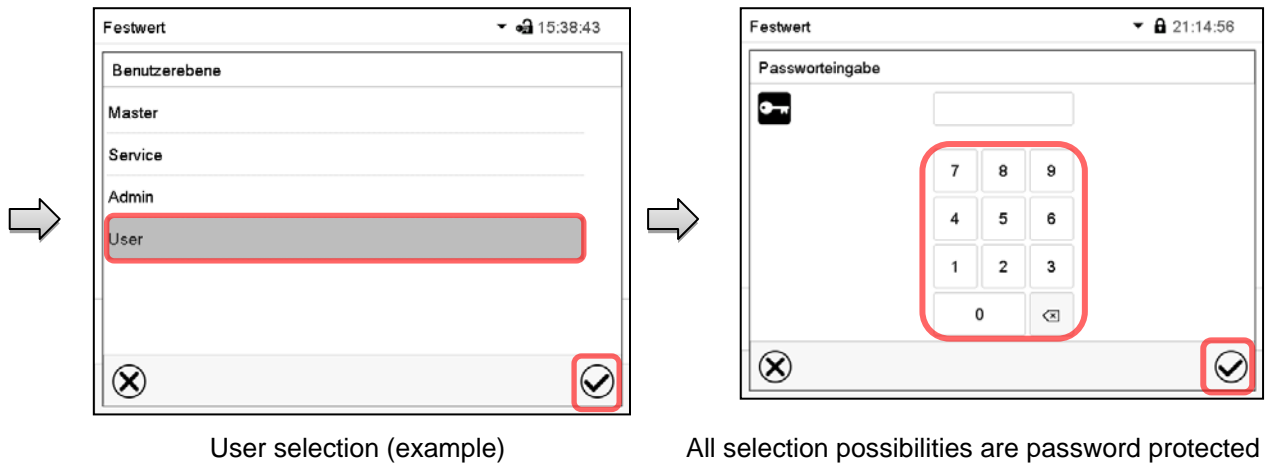 Festwert 15:38:43
Benutzerebene
Master
Service
Admin
User
User selection (example)
Festwert 21:14:56
Passworteingabe
7 8 9
4 5 6
1 2 3
0
All selection possibilities are password protected